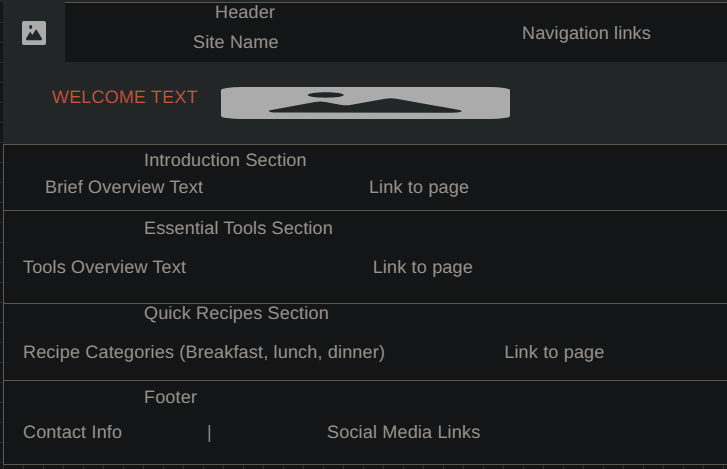 Header
Site Name
Navigation links
WELCOME TEXT
Introduction Section
Brief Overview Text Link to page
Essential Tools Section
Tools Overview Text Link to page
Quick Recipes Section
Recipe Categories (Breakfast, lunch, dinner) Link to page
Footer
Contact Info | Social Media Links